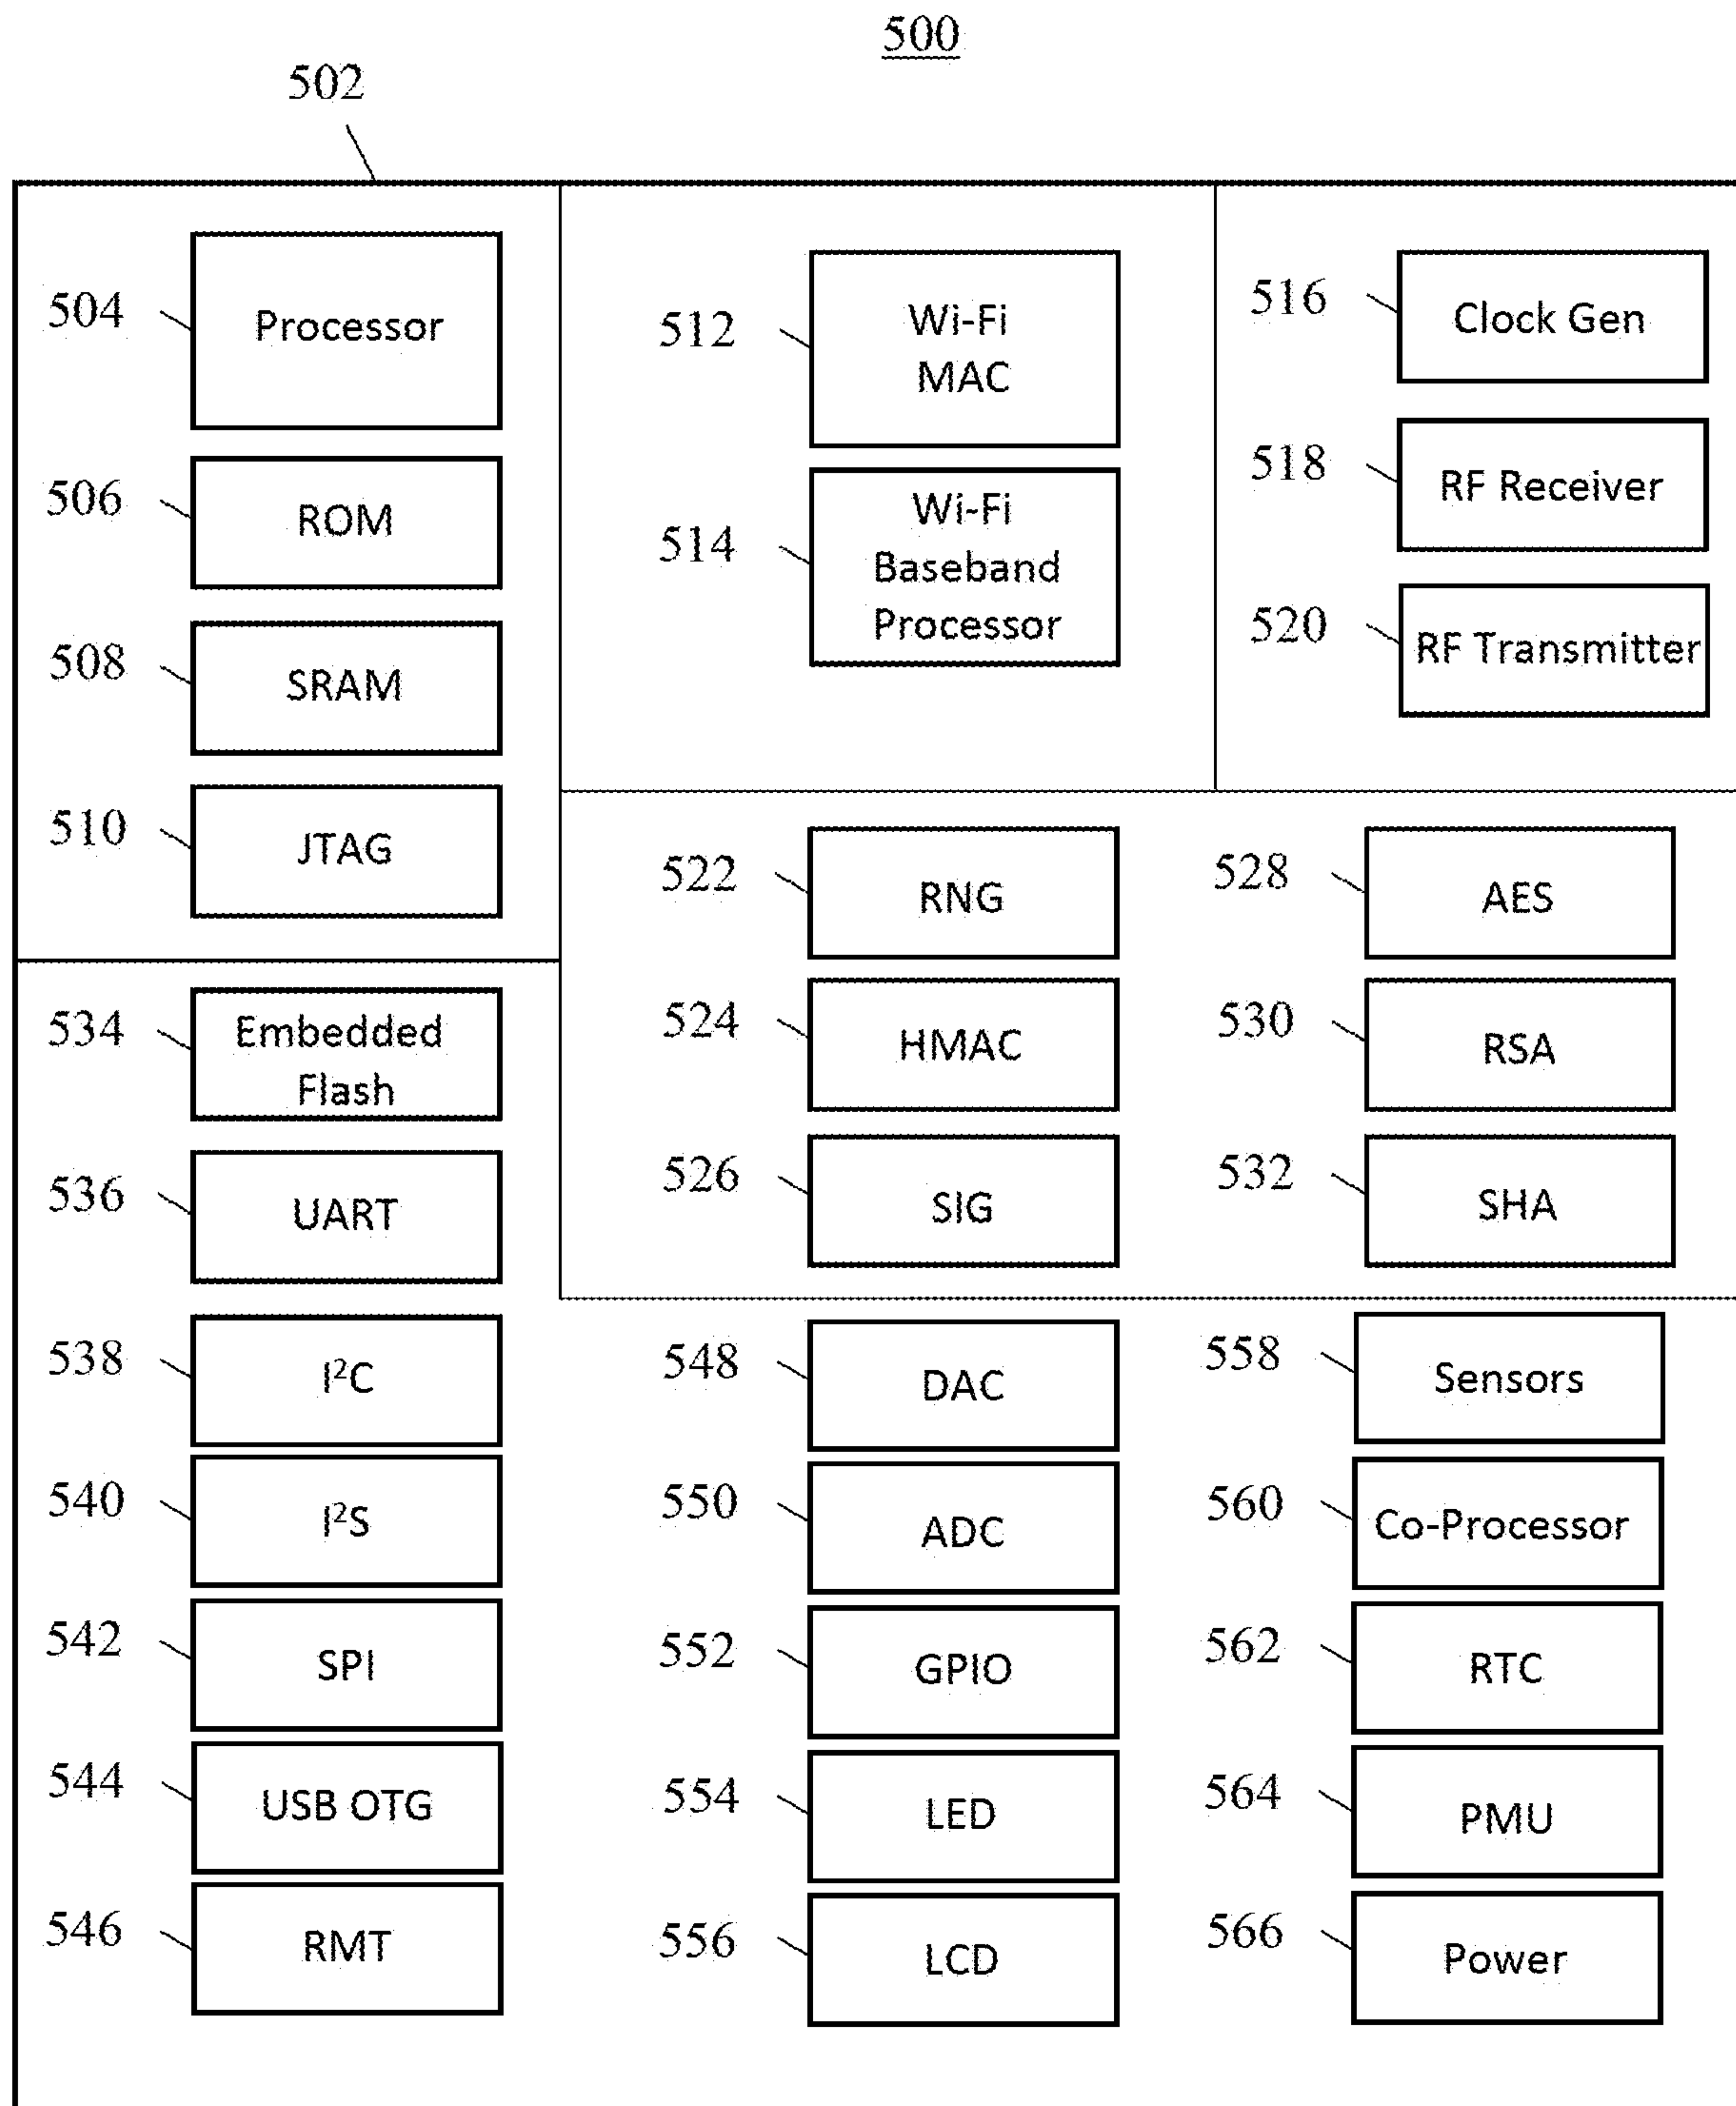 500
502
504
Processor
506
ROM
508
SRAM
510
JTAG
512
Wi-Fi
MAC
514
Wi-Fi
Baseband
Processor
516
Clock Gen
518
RF Receiver
520
RF Transmitter
522
RNG
524
HMAC
526
SIG
528
AES
530
RSA
532
SHA
534
Embedded
Flash
536
UART
538
I²C
540
I²S
542
SPI
544
USB OTG
546
RMT
548
DAC
550
ADC
552
GPIO
554
LED
556
LCD
558
Sensors
560
Co-Processor
562
RTC
564
PMU
566
Power